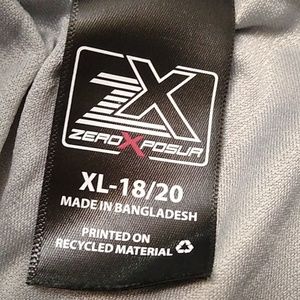 ZX
ZEROXPOSUR
XL-18/20
MADE IN BANGLADESH
PRINTED ON
RECYCLED MATERIAL